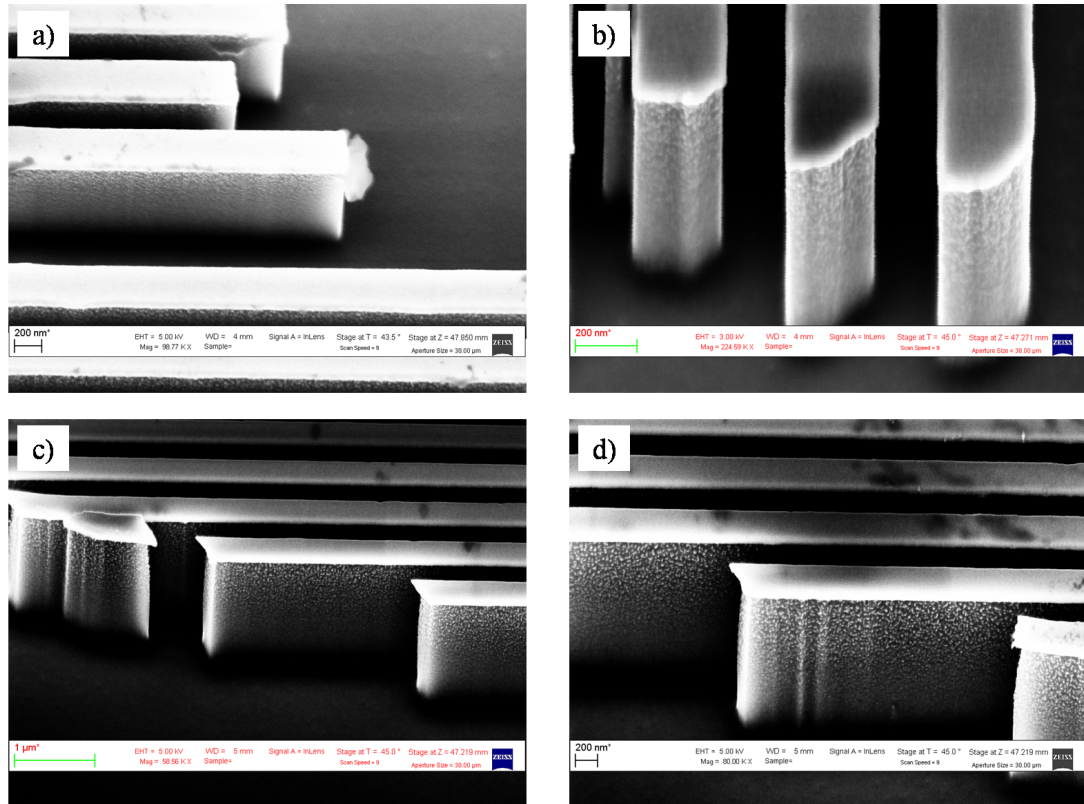 a)
200 nm*
EHT = 5.00 kV
WD = 4 mm
Signal A = InLens
Stage at T = 43.5 °
Stage at Z = 47.850 mm
Mag = 98.77 K X
Sample=
Scan Speed = 9
Aperture Size = 30.00 µm
ZEISS
b)
200 nm*
EHT = 3.00 kV
WD = 4 mm
Signal A = InLens
Stage at T = 45.0 °
Stage at Z = 47.271 mm
Mag = 224.59 K X
Sample=
Scan Speed = 9
Aperture Size = 30.00 µm
ZEISS
c)
1 µm*
EHT = 5.00 kV
WD = 5 mm
Signal A = InLens
Stage at T = 45.0 °
Stage at Z = 47.219 mm
Mag = 58.56 K X
Sample=
Scan Speed = 9
Aperture Size = 30.00 µm
ZEISS
d)
200 nm*
EHT = 5.00 kV
WD = 5 mm
Signal A = InLens
Stage at T = 45.0 °
Stage at Z = 47.219 mm
Mag = 80.00 K X
Sample=
Scan Speed = 9
Aperture Size = 30.00 µm
ZEISS